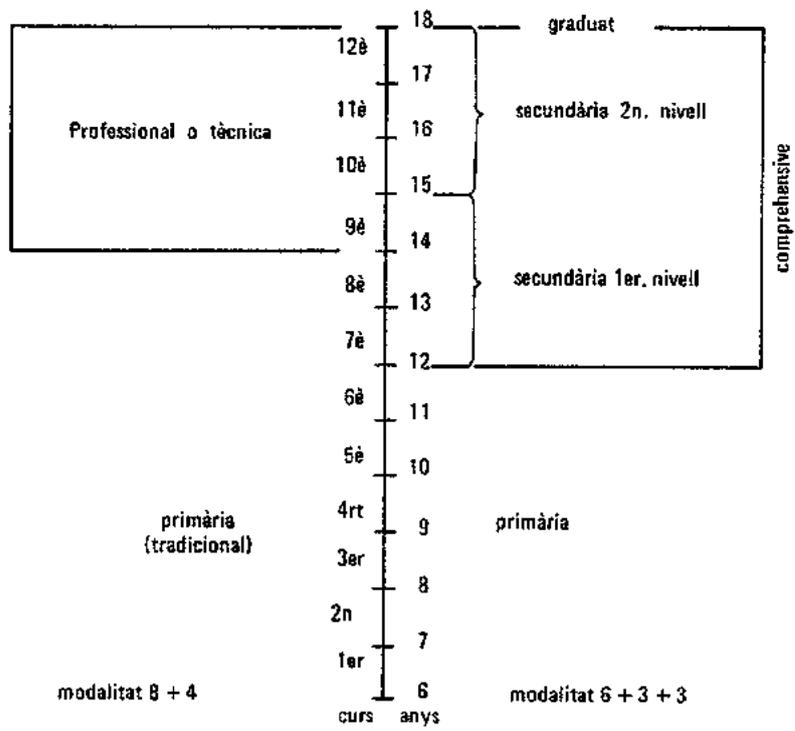 18 graduat
12è
17
11è secundária 2n. nivell
Professional o tècnica 16
10è
15
9è
14
8è secundària 1er. nivell
13
7è
12
comprehensive
6è
11
5è
10
4rt
primària
(tradicional)
9
primària
3er
8
2n
7
1er
modalitat 8 + 4
6
modalitat 6 + 3 + 3
curs anys